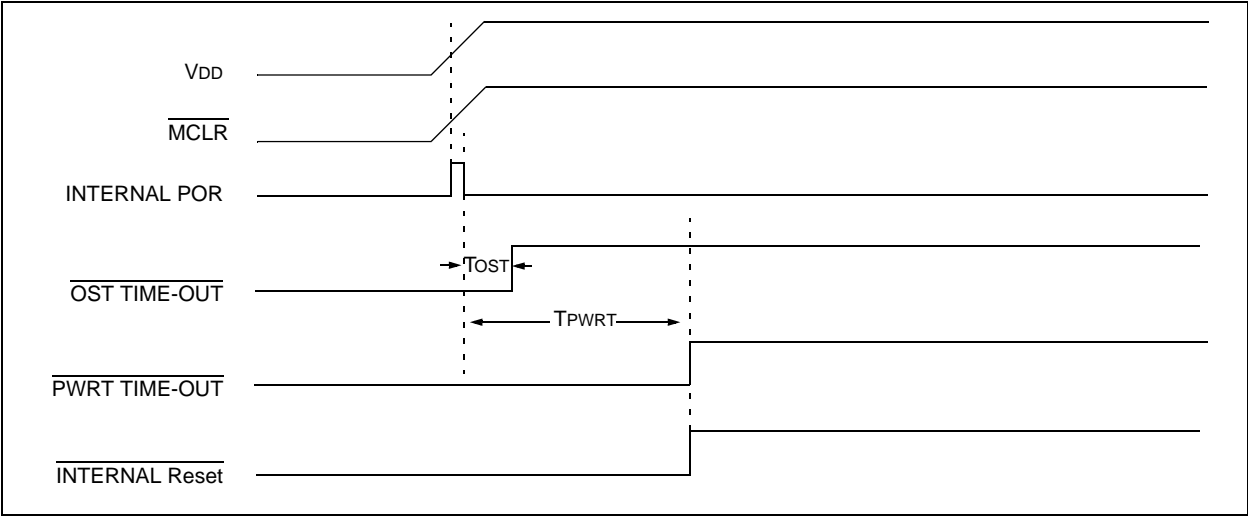 VDD
MCLR
INTERNAL POR
TOST
OST TIME-OUT
TPWRT
PWRT TIME-OUT
INTERNAL Reset